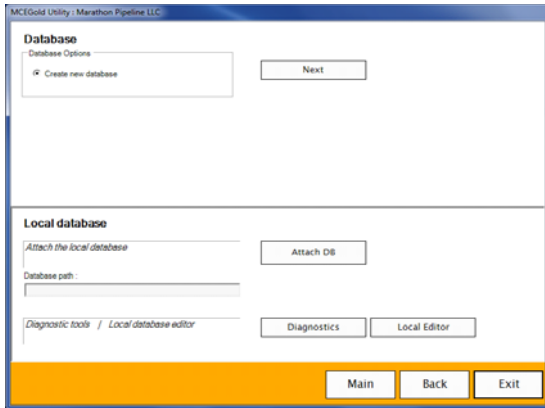 MCEGold Utility : Marathon Pipeline LLC
Database
Database Options
Create new database
Next
Local database
Attach the local database
Attach DB
Database path :
Diagnostic tools / Local database editor
Diagnostics
Local Editor
Main
Back
Exit